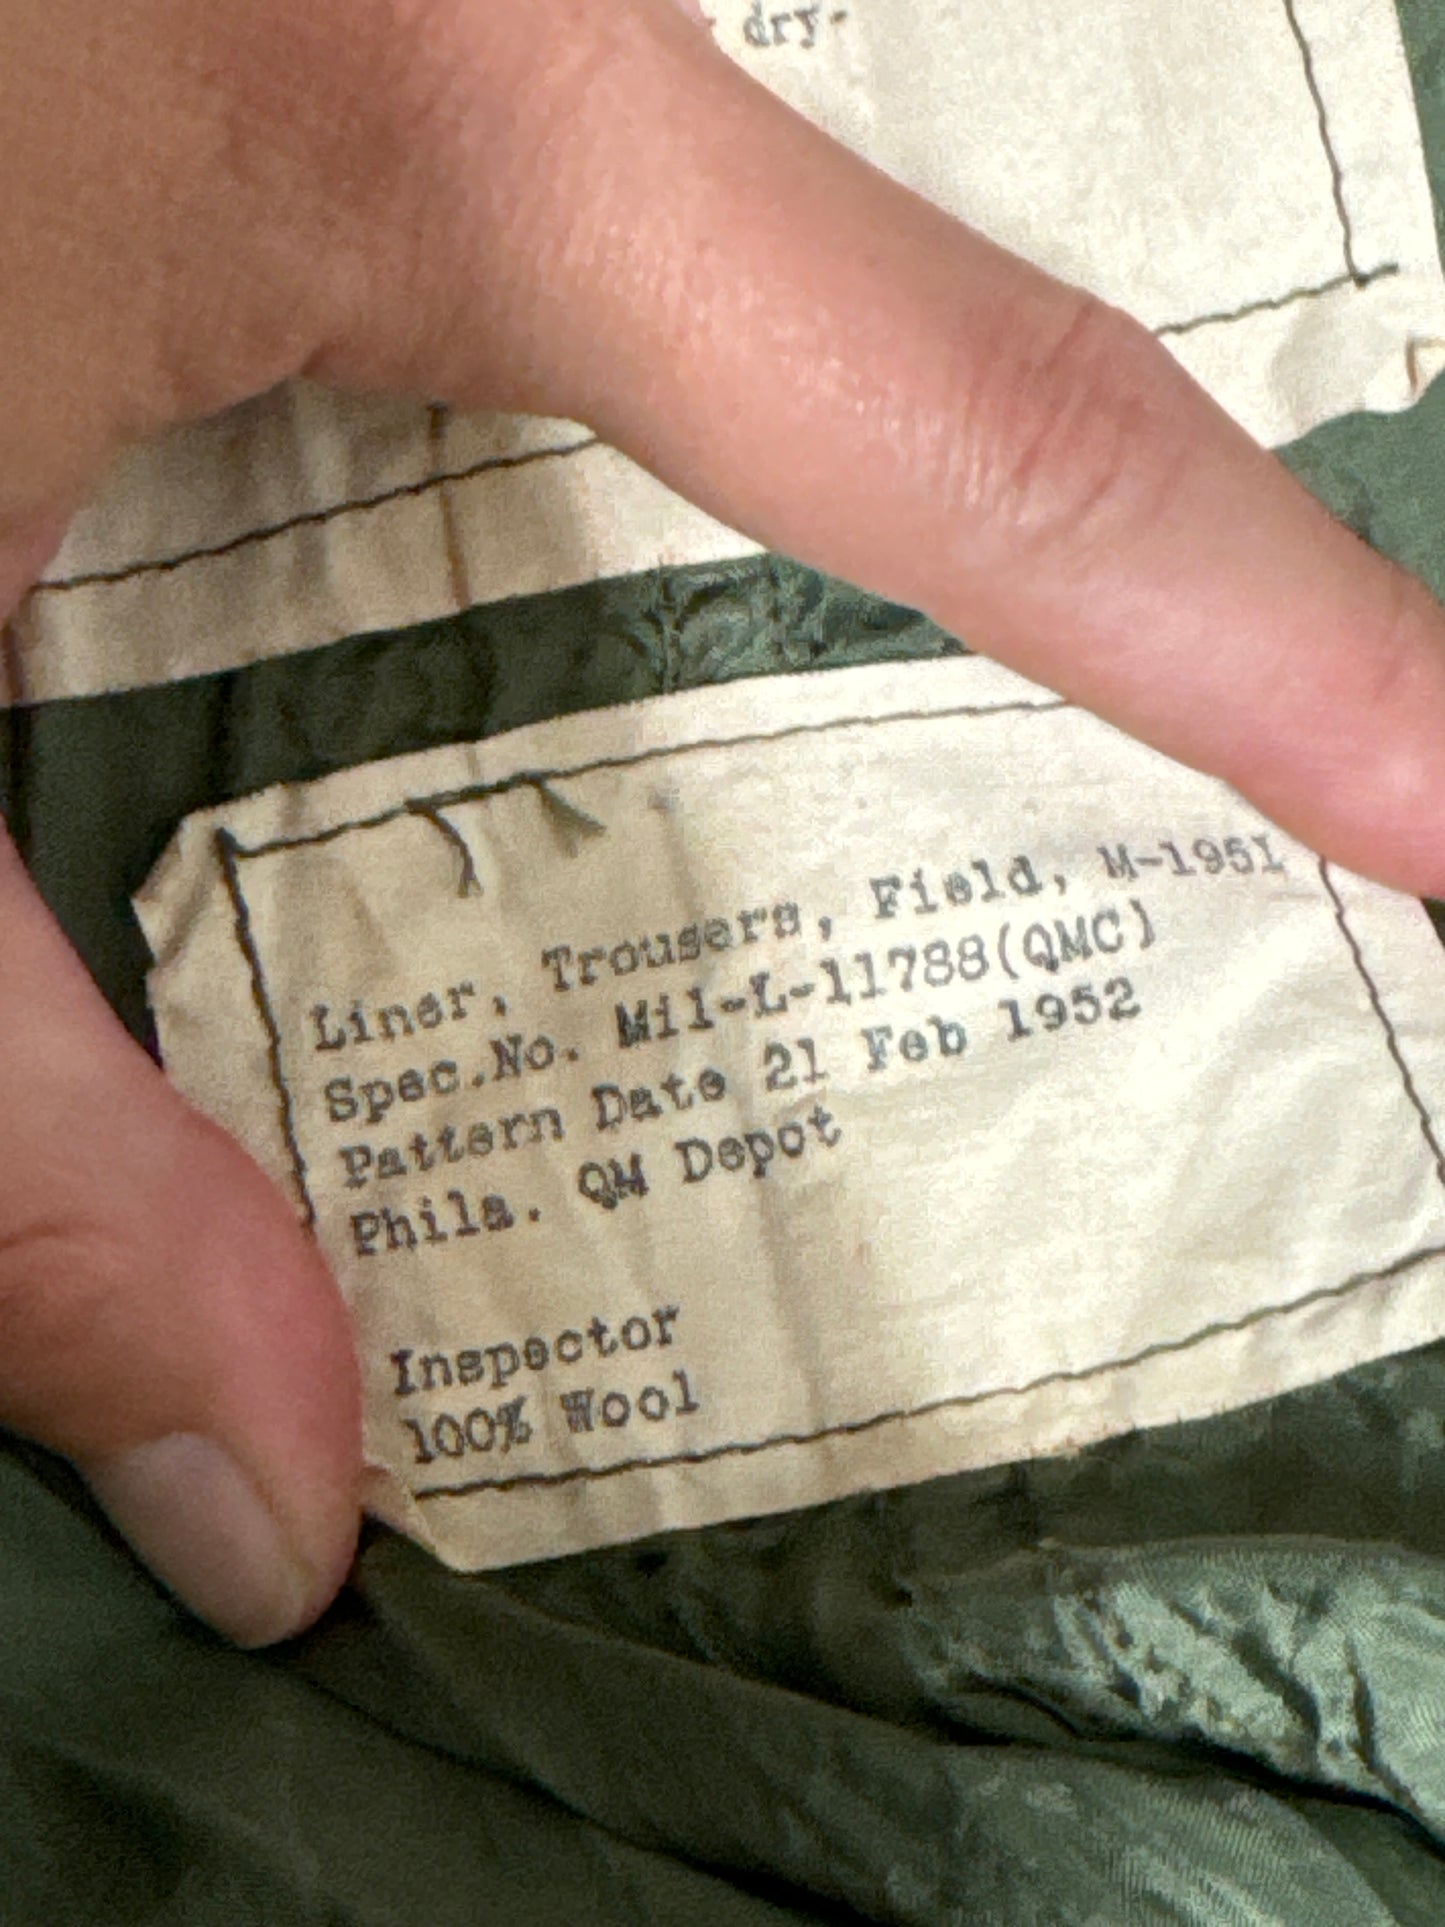 dry-
Liner, Trousers, Field, M-1951
Spec.No. Mil-L-11788(QMC)
Pattern Date 21 Feb 1952
Phila. QM Depot
Inspector
100% Wool